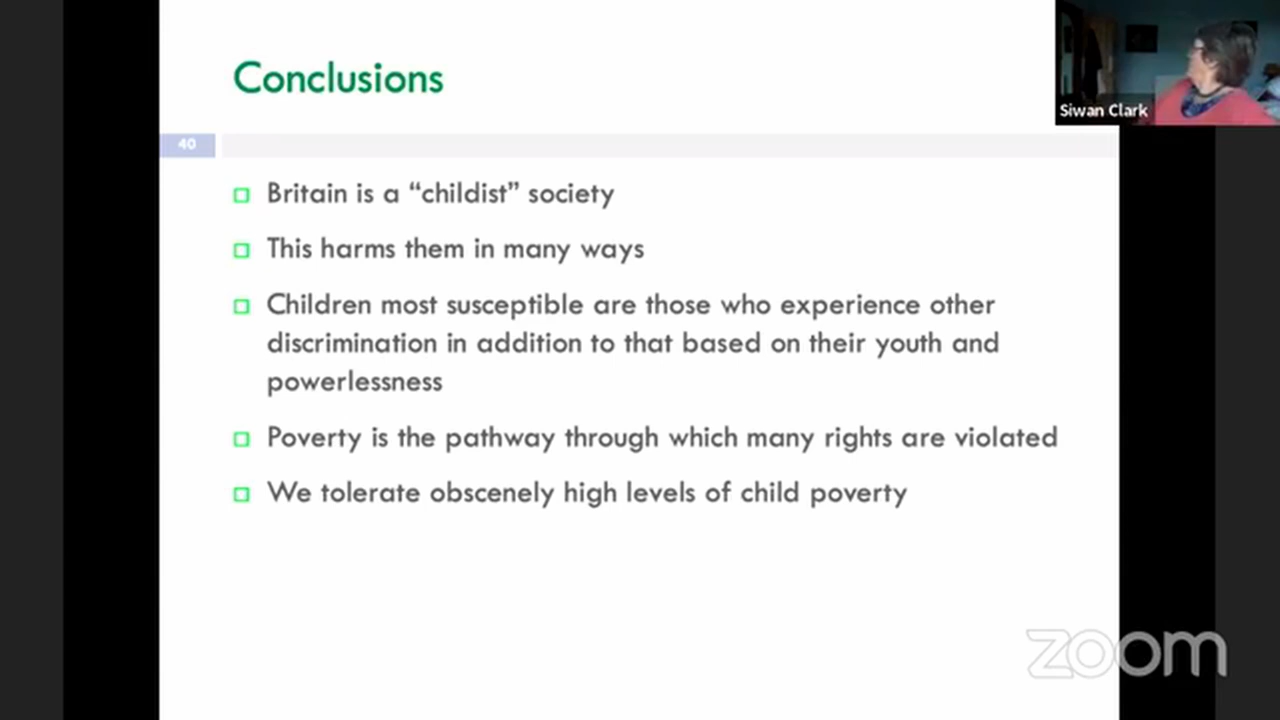 Conclusions
Siwan Clark
40
Britain is a “childist” society
This harms them in many ways
Children most susceptible are those who experience other
discrimination in addition to that based on their youth and
powerlessness
Poverty is the pathway through which many rights are violated
We tolerate obscenely high levels of child poverty
zoom